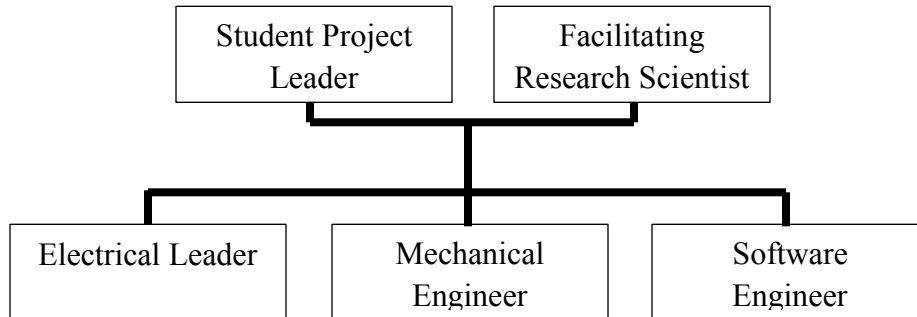 Student Project
Leader
Facilitating
Research Scientist
Electrical Leader
Mechanical
Engineer
Software
Engineer